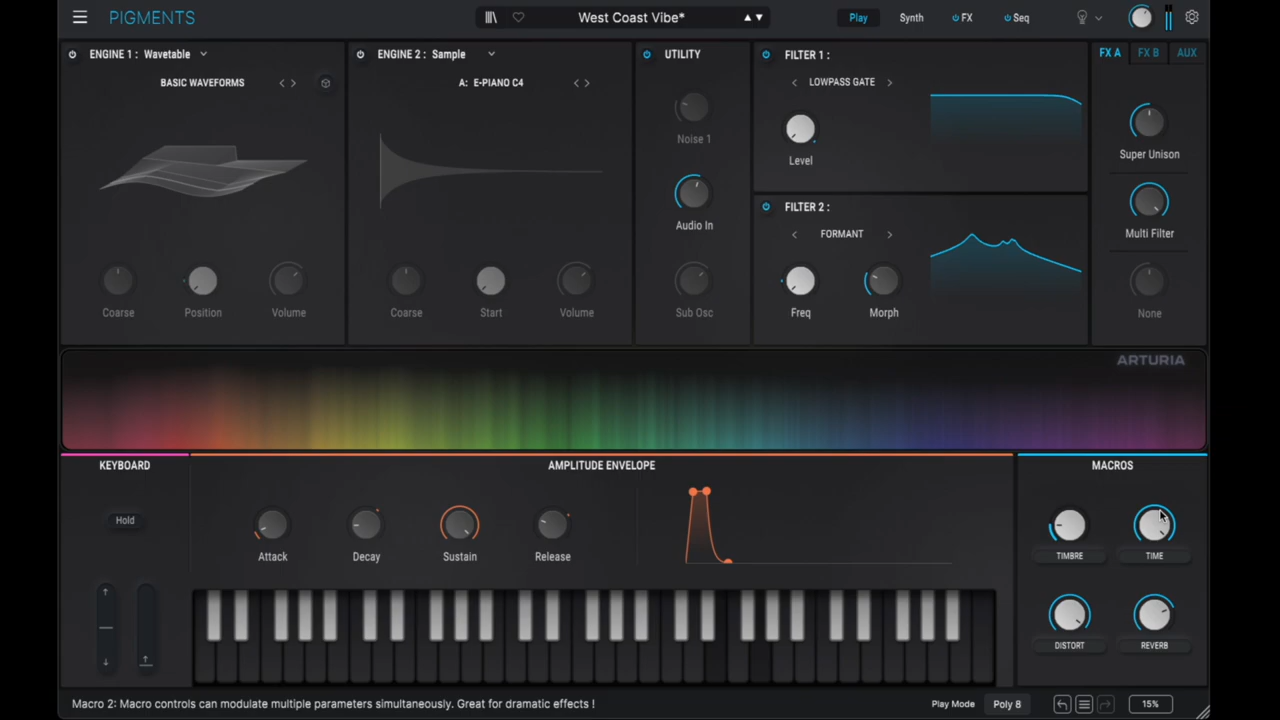 PIGMENTS
West Coast Vibe*
Play
Synth
FX
Seq
ENGINE 1: Wavetable
ENGINE 2: Sample
UTILITY
FILTER 1:
FX A
FX B
AUX
BASIC WAVEFORMS
A: E-PIANO C4
LOWPASS GATE
Noise 1
Level
Super Unison
Audio In
FILTER 2:
FORMANT
Multi Filter
Coarse
Position
Volume
Coarse
Start
Volume
Sub Osc
Freq
Morph
None
ARTURIA
KEYBOARD
AMPLITUDE ENVELOPE
MACROS
Hold
Attack
Decay
Sustain
Release
TIMBRE
TIME
DISTORT
REVERB
Macro 2: Macro controls can modulate multiple parameters simultaneously. Great for dramatic effects !
Play Mode
Poly 8
15%